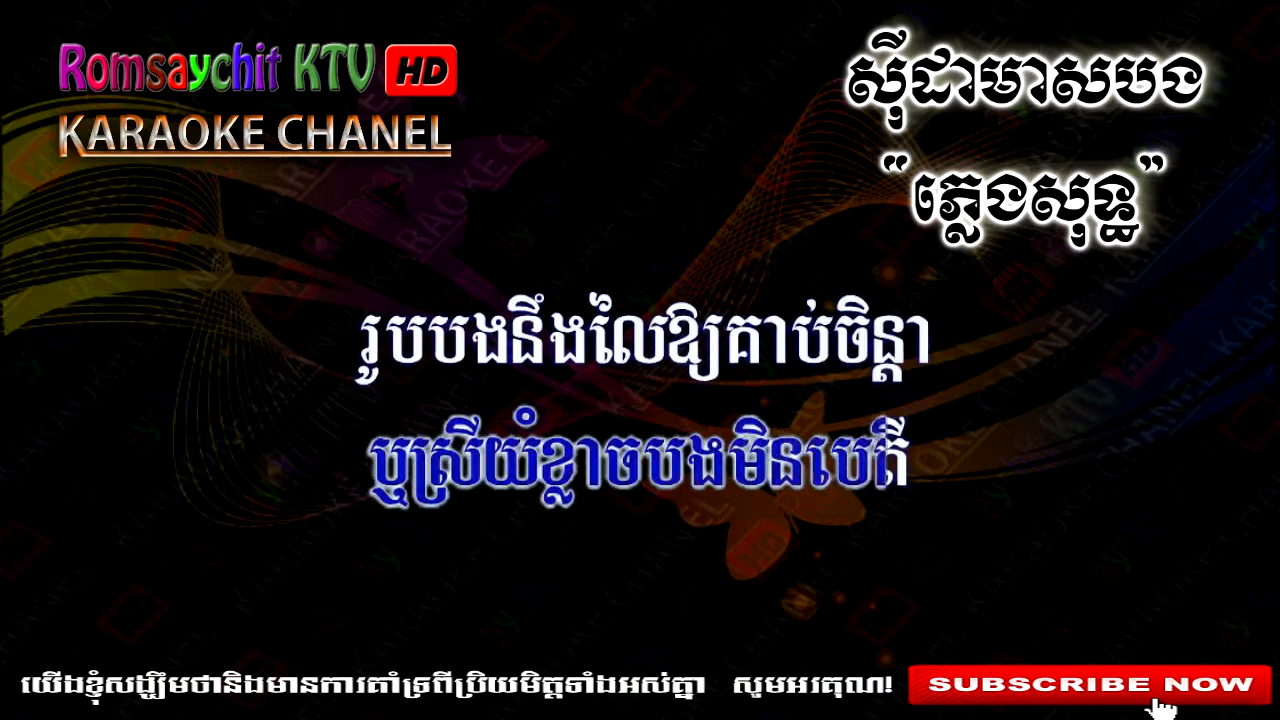 Romsaychit KTV HD
KARAOKE CHANEL
ស៊ីដាមាសបង
“ភ្លេងសុទ្ធ”
រូបបងនឹងលៃឱ្យគាប់ចិន្តា
ឬស្រីយំខ្លាចបងមិនបេតី
យើងខ្ញុំសង្ឃឹមថានិងមានការគាំទ្រពីប្រិយមិត្តទាំងអស់គ្នា សូមអរគុណ!
SUBSCRIBE NOW